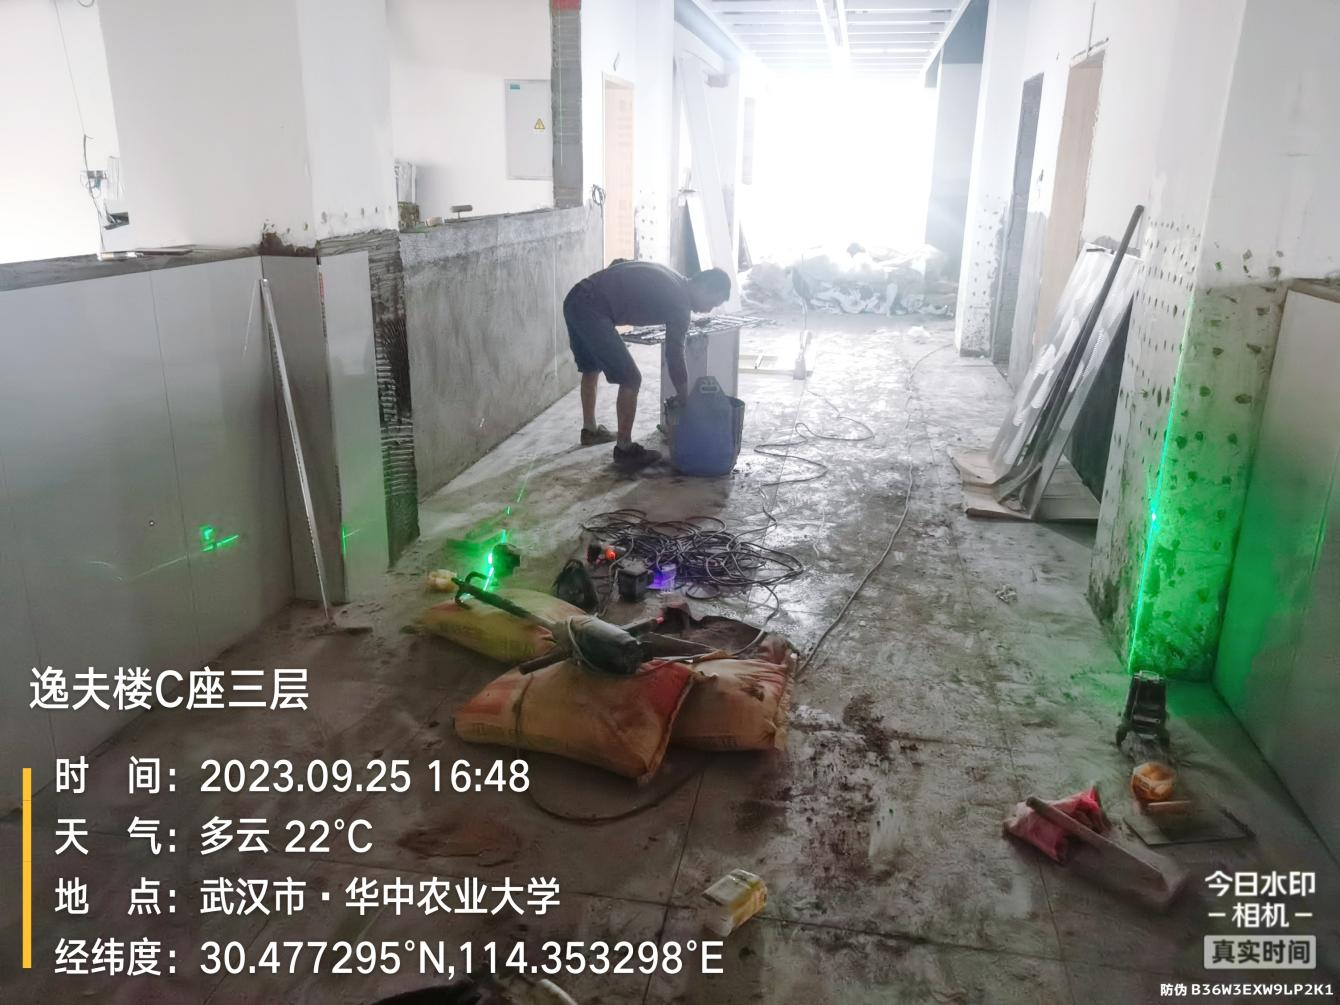 逸夫楼C座三层
时 间：2023.09.25 16:48
天 气：多云 22°C
地 点：武汉市·华中农业大学
经纬度：30.477295°N,114.353298°E
今日水印
-相机-
真实时间
防伪 B36W3EXW9LP2K1